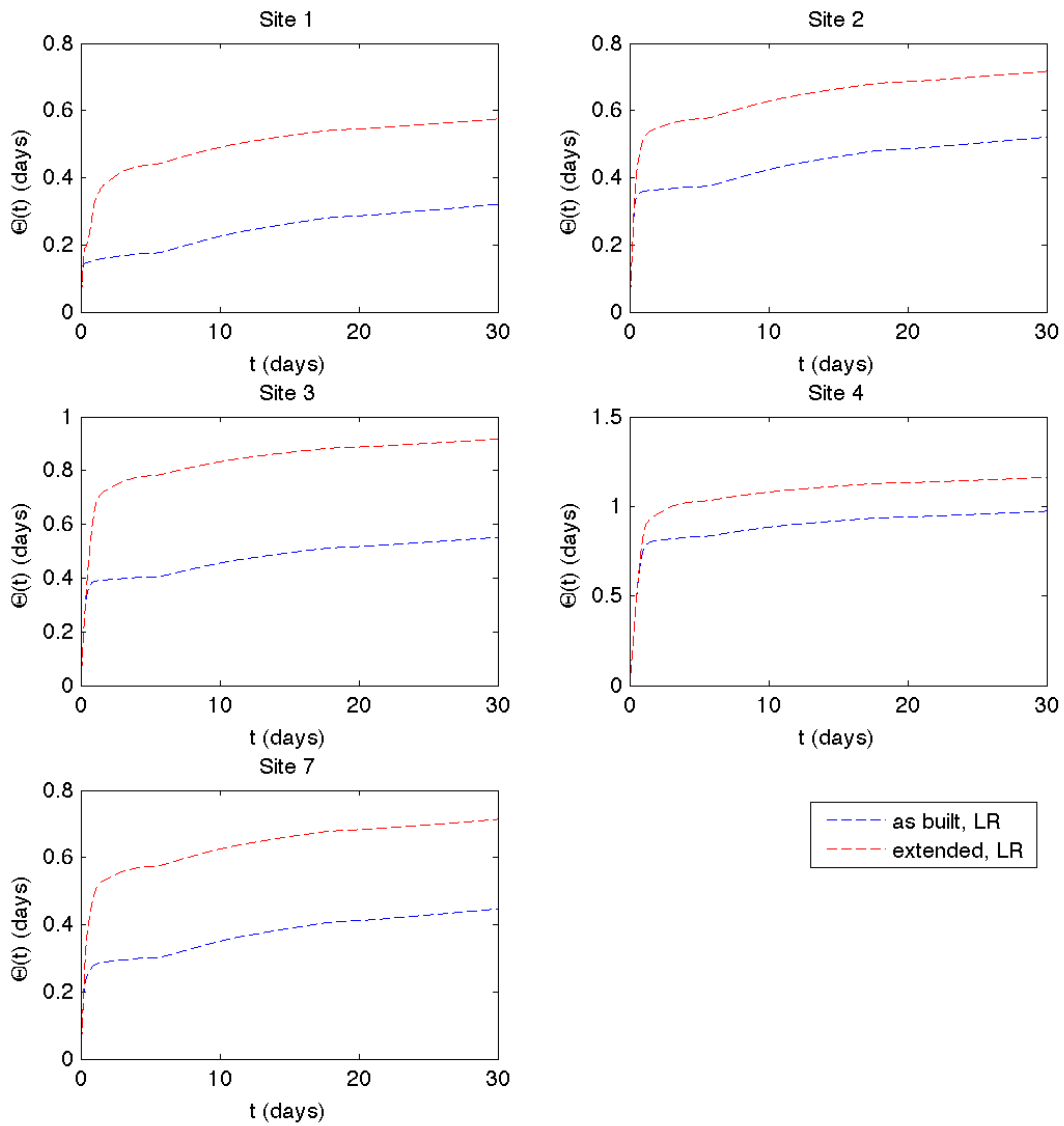 Site 1
0.8
0.6
0.4
0.2
0
Θ(t) (days)
0 10 20 30
t (days)
Site 2
0.8
0.6
0.4
0.2
0
Θ(t) (days)
0 10 20 30
t (days)
Site 3
1
0.8
0.6
0.4
0.2
0
Θ(t) (days)
0 10 20 30
t (days)
Site 4
1.5
1
0.5
0
Θ(t) (days)
0 10 20 30
t (days)
Site 7
0.8
0.6
0.4
0.2
0
Θ(t) (days)
0 10 20 30
t (days)
as built, LR
extended, LR